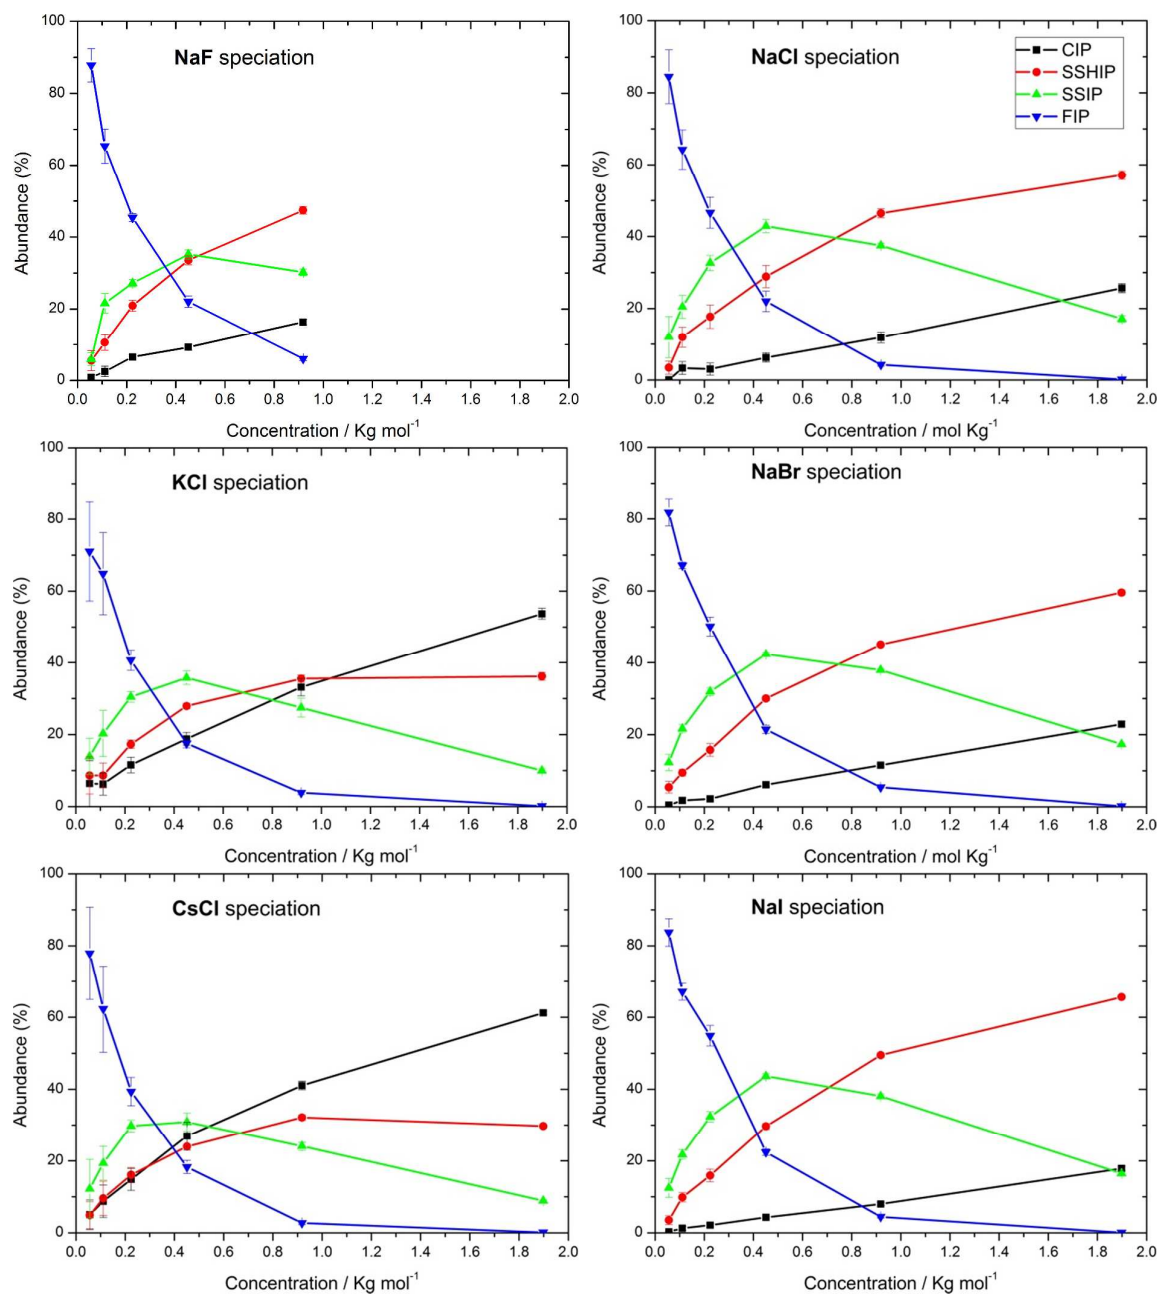 NaF speciation
100
80
60
40
20
0
Abundance (%)
0.0 0.2 0.4 0.6 0.8 1.0 1.2 1.4 1.6 1.8 2.0
Concentration / Kg mol⁻¹
NaCl speciation
CIP
SSHIP
SSIP
FIP
100
80
60
40
20
0
Abundance (%)
0.0 0.2 0.4 0.6 0.8 1.0 1.2 1.4 1.6 1.8 2.0
Concentration / mol Kg⁻¹
KCl speciation
100
80
60
40
20
0
Abundance (%)
0.0 0.2 0.4 0.6 0.8 1.0 1.2 1.4 1.6 1.8 2.0
Concentration / Kg mol⁻¹
NaBr speciation
100
80
60
40
20
0
Abundance (%)
0.0 0.2 0.4 0.6 0.8 1.0 1.2 1.4 1.6 1.8 2.0
Concentration / mol Kg⁻¹
CsCl speciation
100
80
60
40
20
0
Abundance (%)
0.0 0.2 0.4 0.6 0.8 1.0 1.2 1.4 1.6 1.8 2.0
Concentration / Kg mol⁻¹
NaI speciation
100
80
60
40
20
0
Abundance (%)
0.0 0.2 0.4 0.6 0.8 1.0 1.2 1.4 1.6 1.8 2.0
Concentration / Kg mol⁻¹